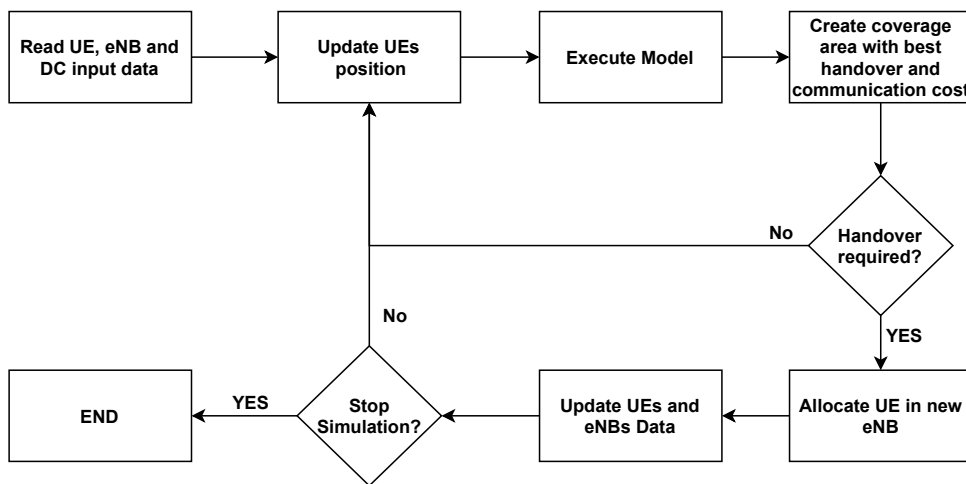 Read UE, eNB and
DC input data
Update UEs
position
Execute Model
Create coverage
area with best
handover and
communication cost
No
Handover
required?
No
YES
END
YES
Stop
Simulation?
Update UEs and
eNBs Data
Allocate UE in new
eNB